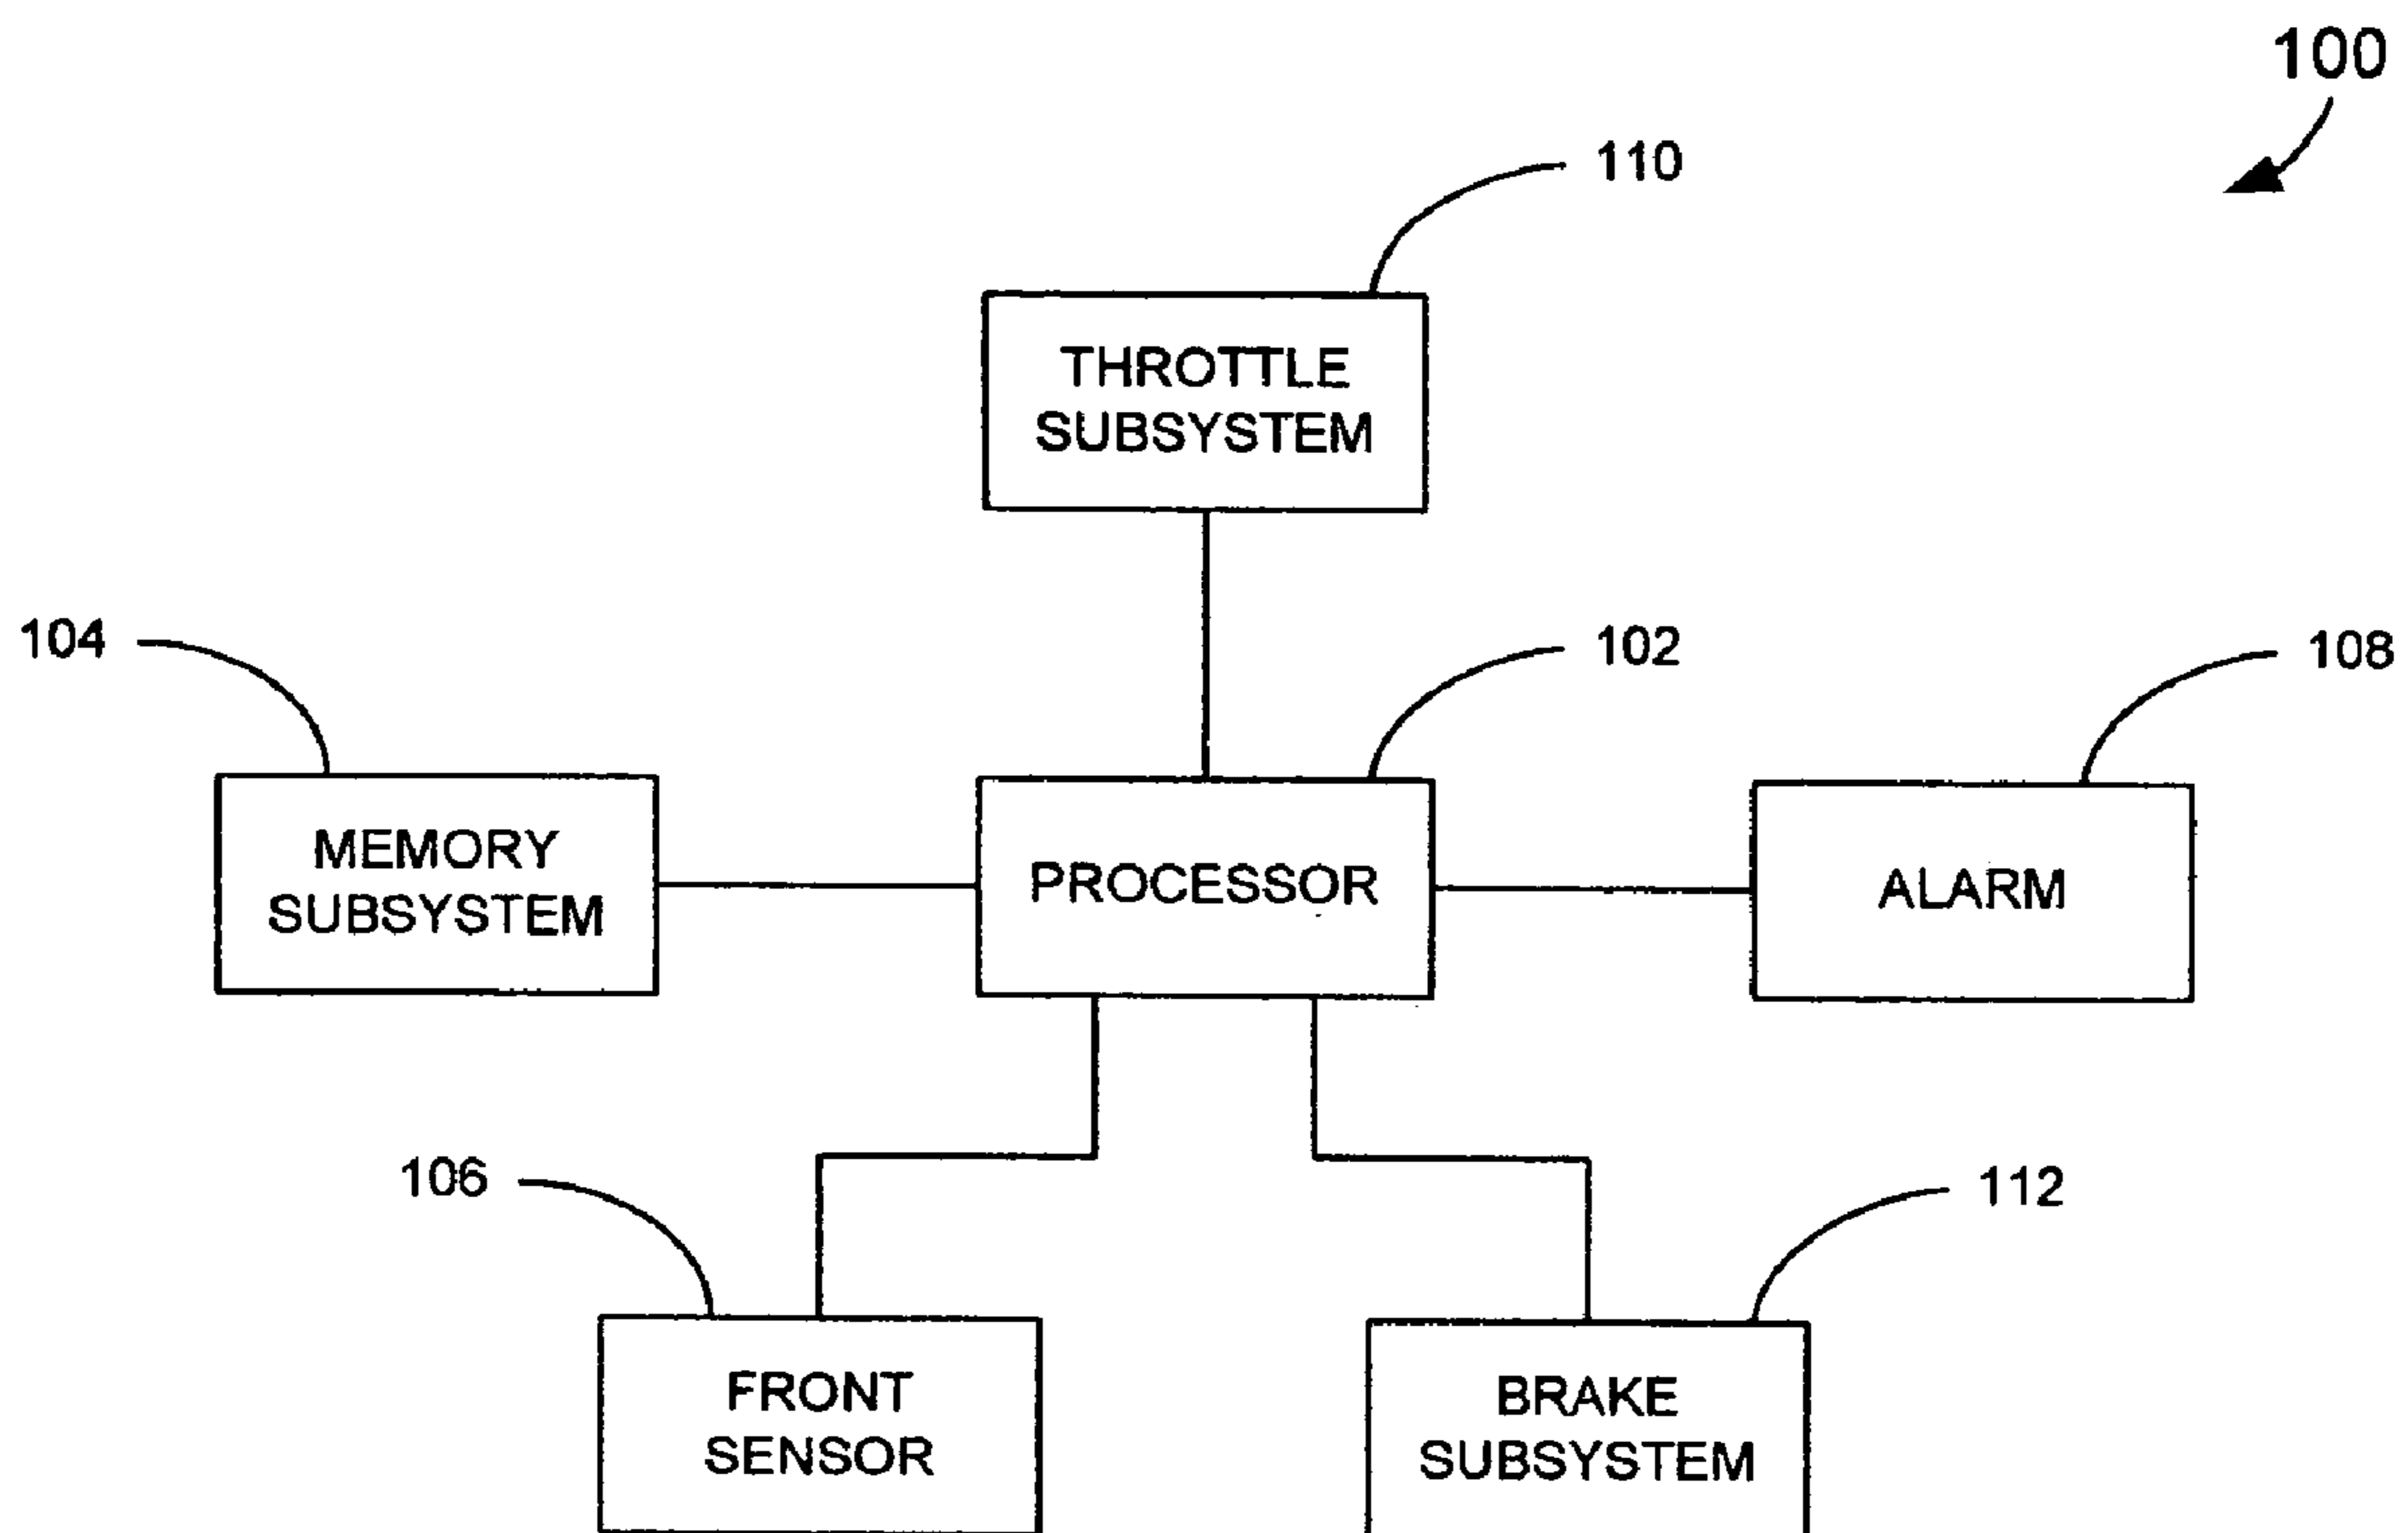 100
110
THROTTLE
SUBSYSTEM
104
102
108
MEMORY
SUBSYSTEM
PROCESSOR
ALARM
106
112
FRONT
SENSOR
BRAKE
SUBSYSTEM